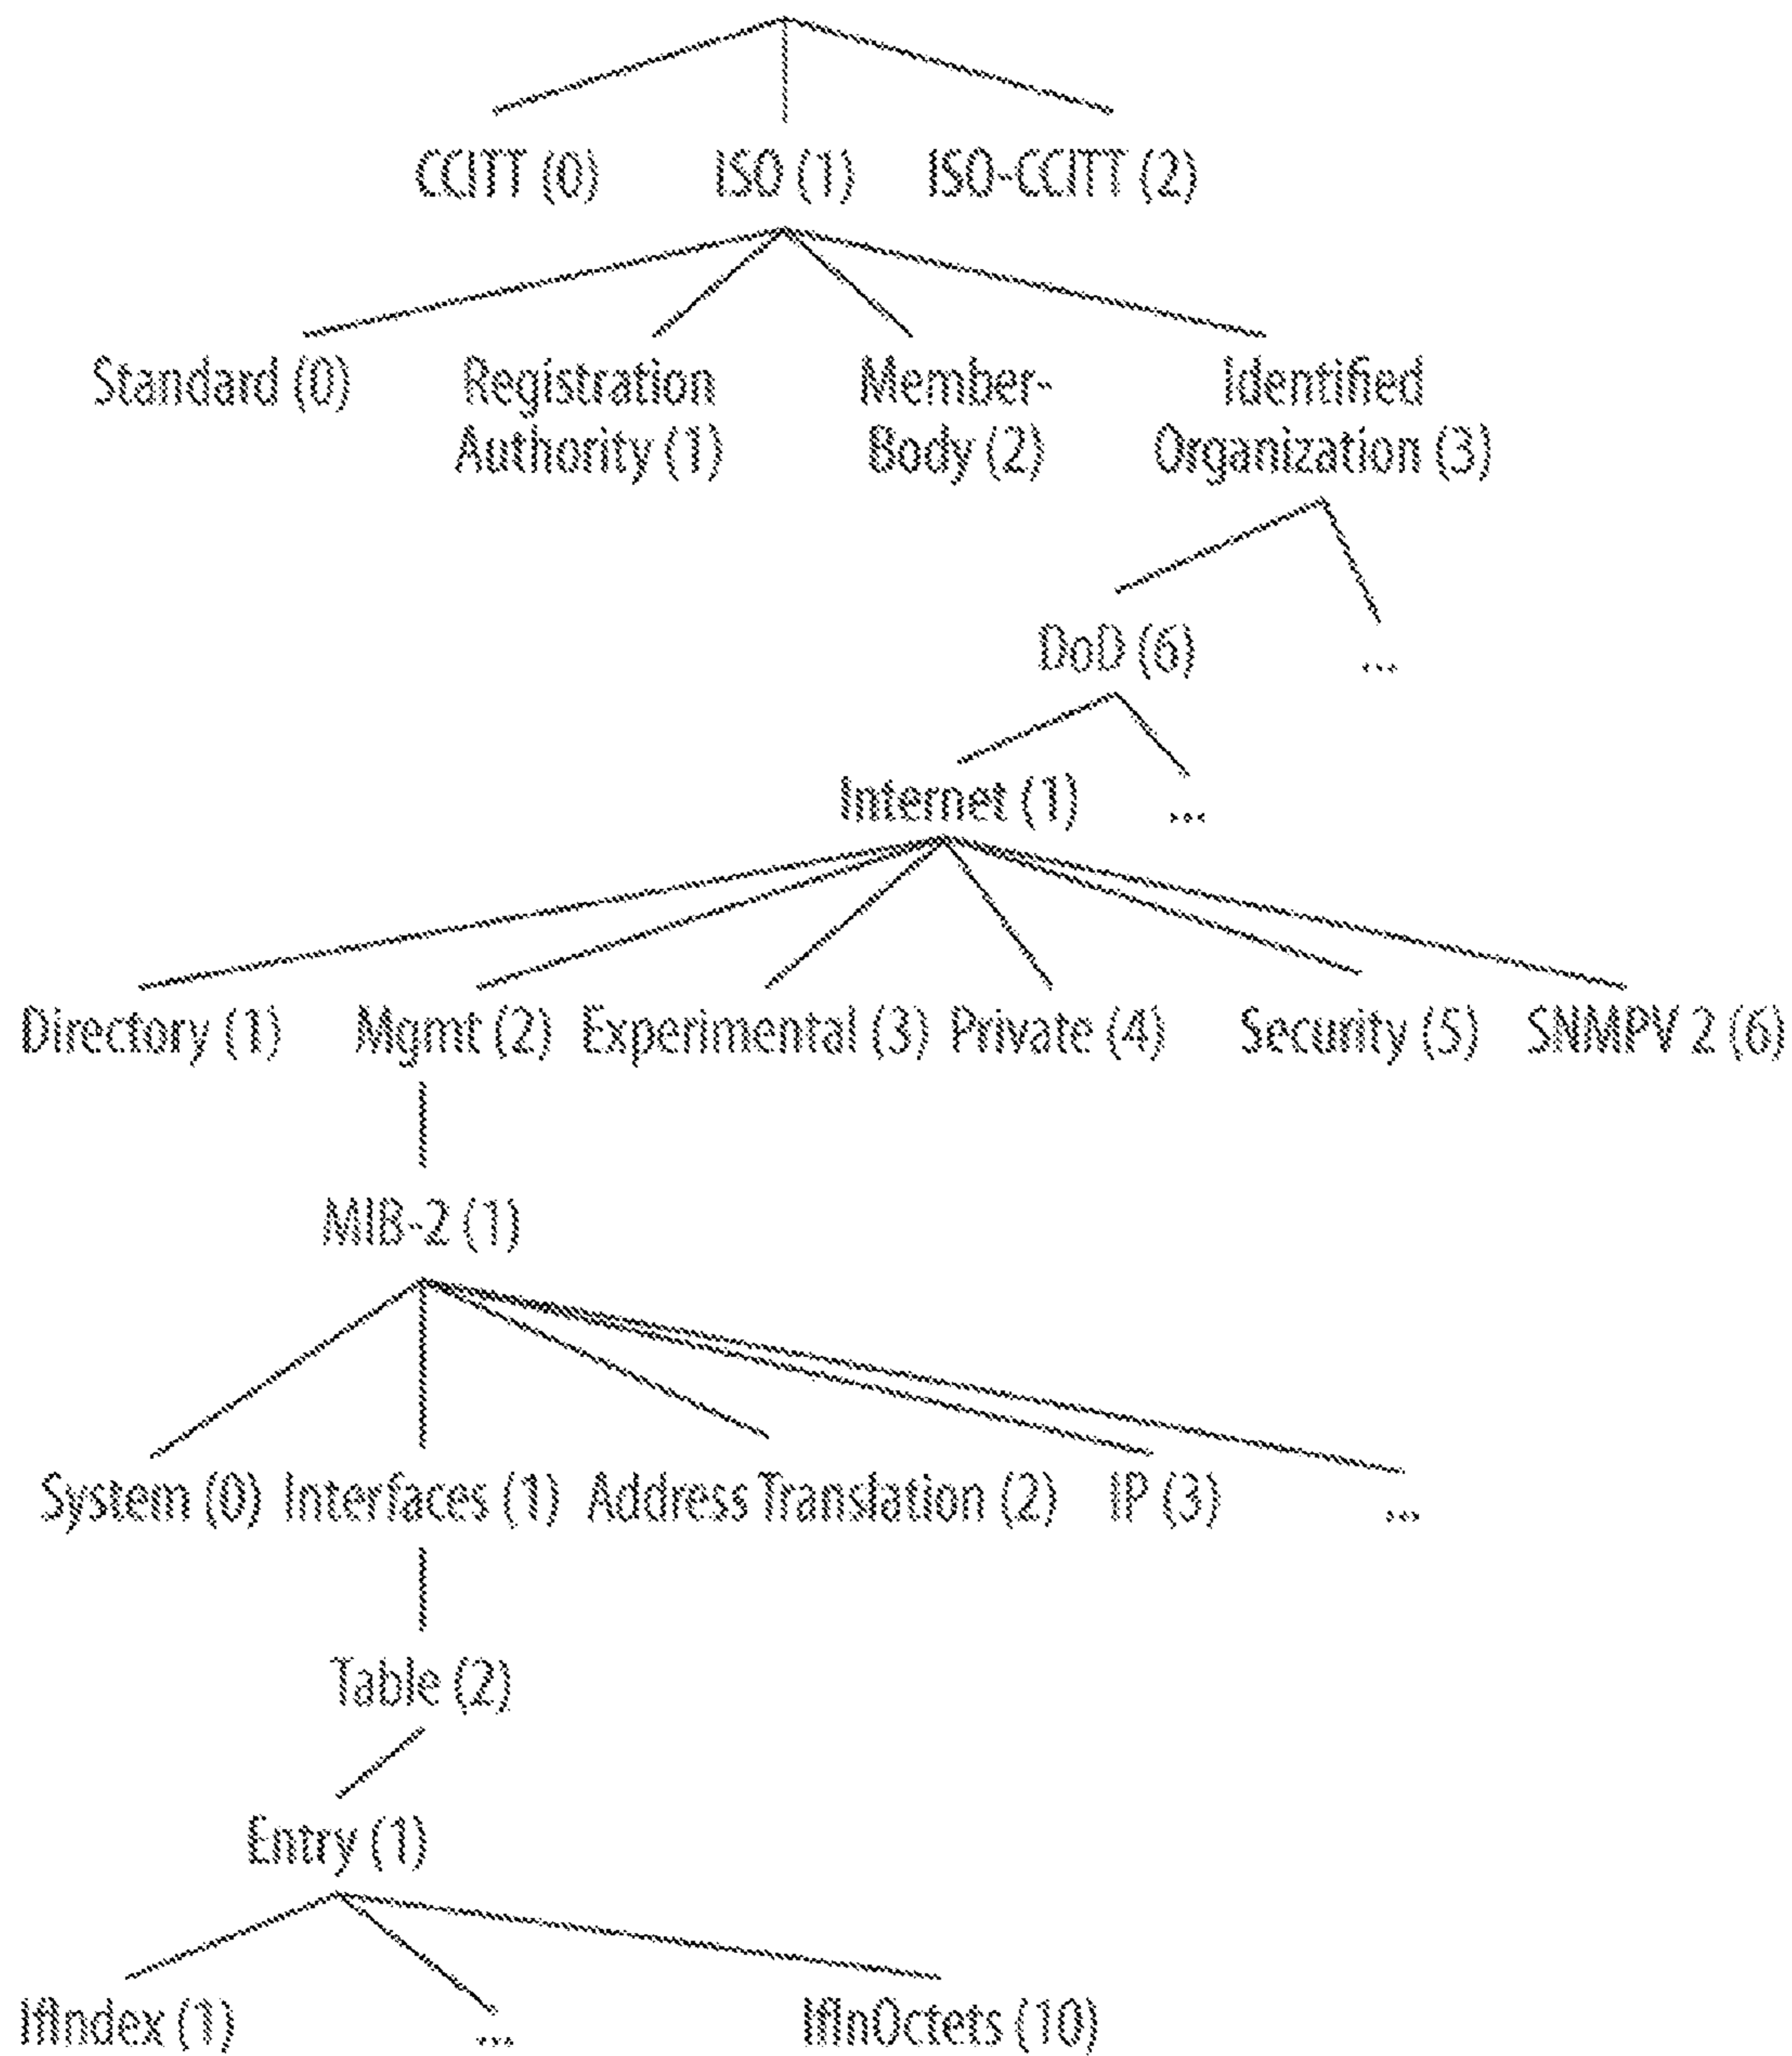 CCITT (0) ISO (1) ISO-CCITT (2)
Standard (0) Registration Member- Identified
Authority (1) Body (2) Organization (3)
DoD (6) ...
Internet (1) ...
Directory (1) Mgmt (2) Experimental (3) Private (4) Security (5) SNMPV 2 (6)
MIB-2 (1)
System (0) Interfaces (1) Address Translation (2) IP (3) ...
Table (2)
Entry (1)
IfIndex (1) ... IfInOctets (10)